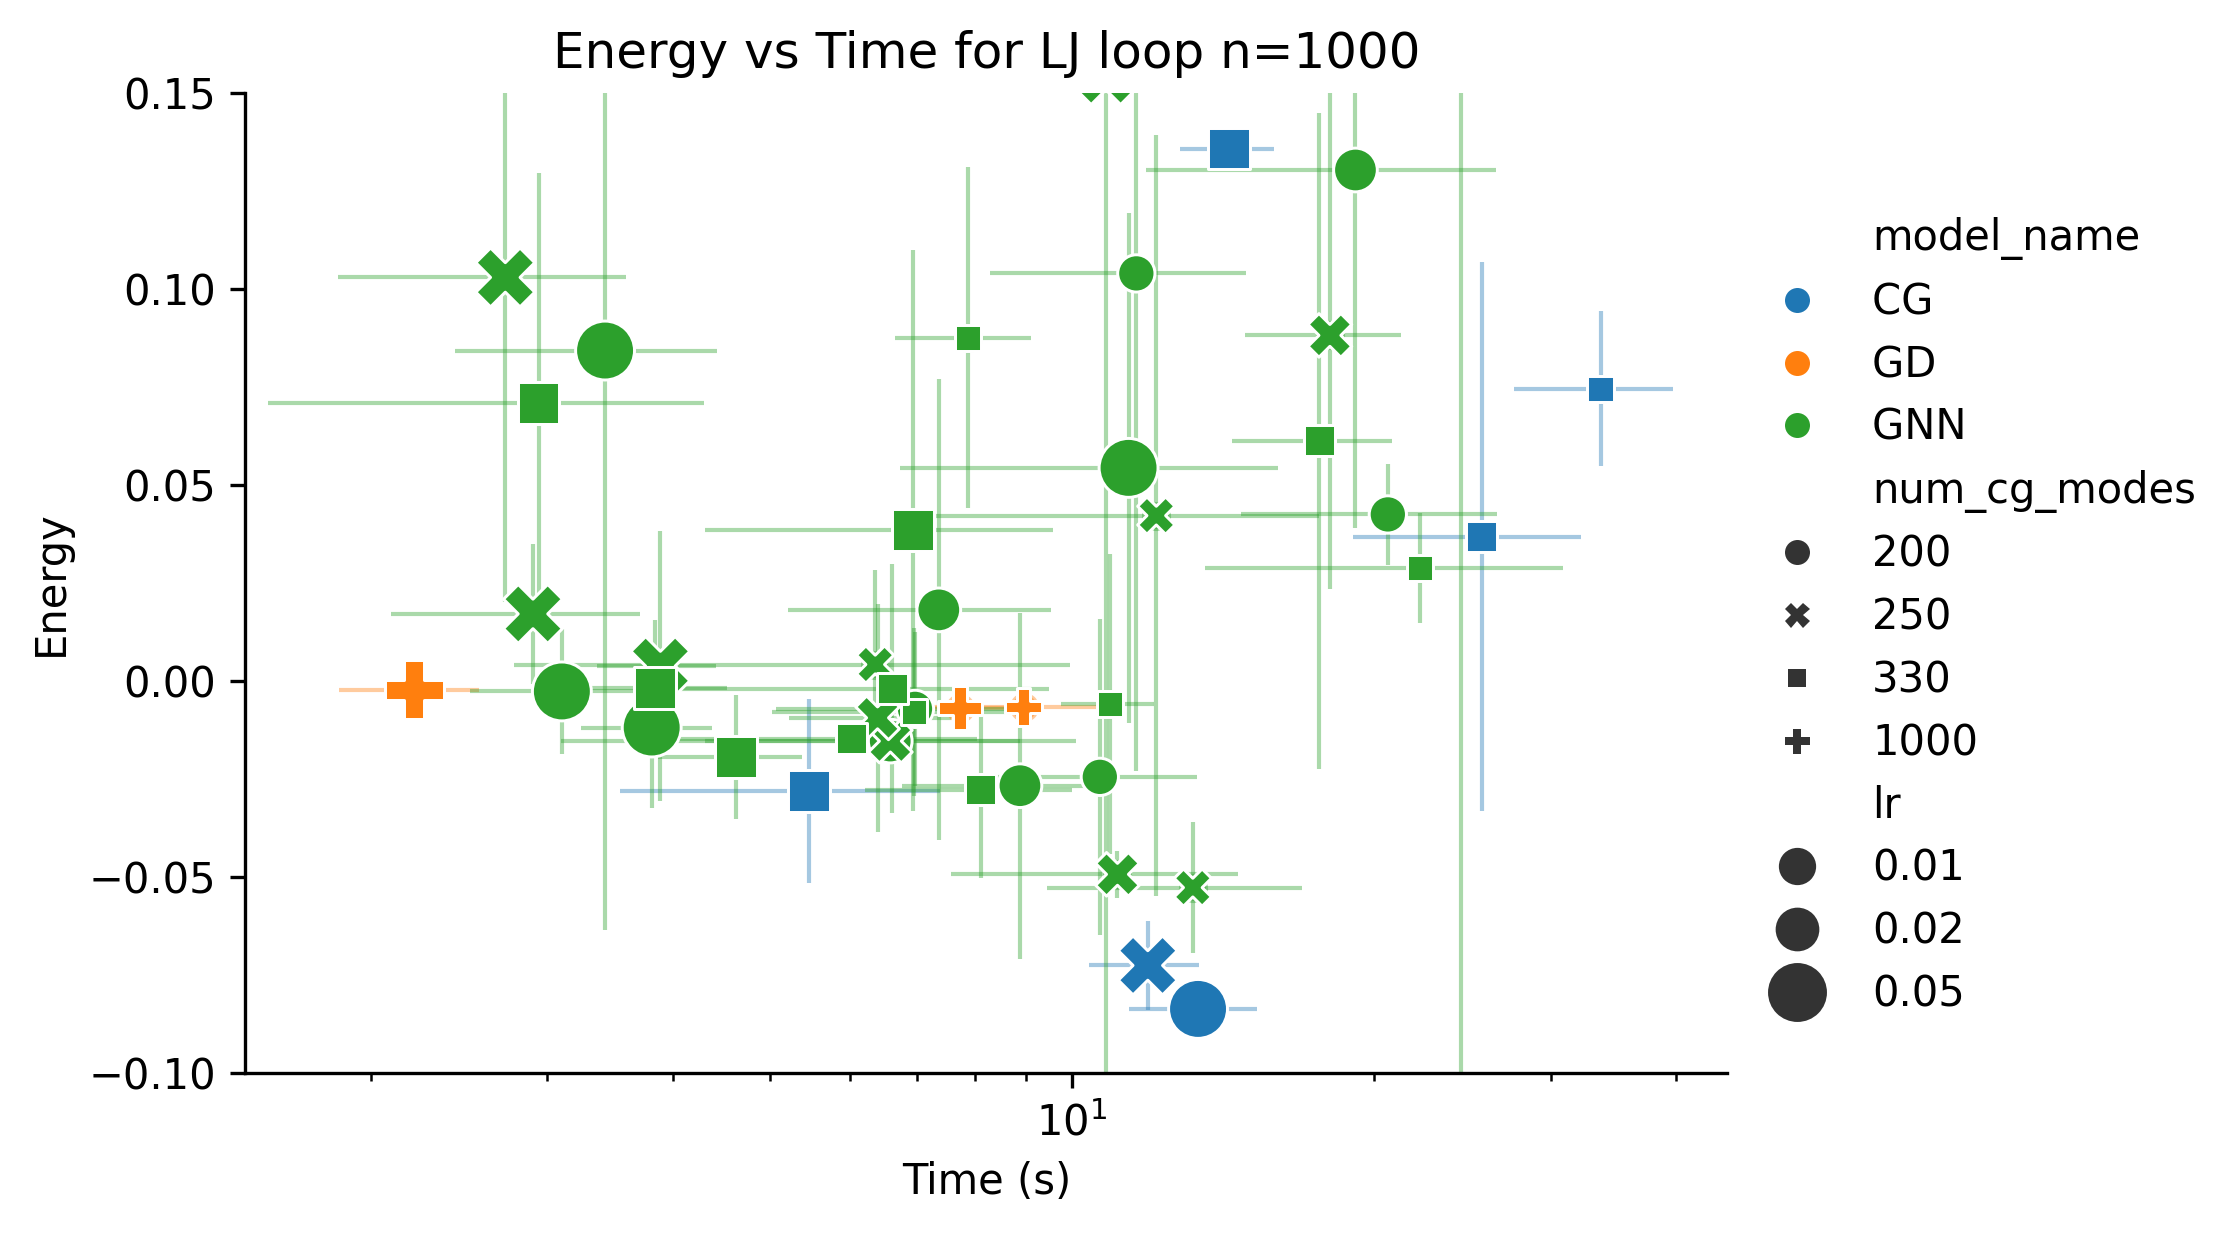 Energy vs Time for LJ loop n=1000
0.15
0.10
0.05
0.00
−0.05
−0.10
Energy
10¹
Time (s)
model_name
CG
GD
GNN
num_cg_modes
200
250
330
1000
lr
0.01
0.02
0.05